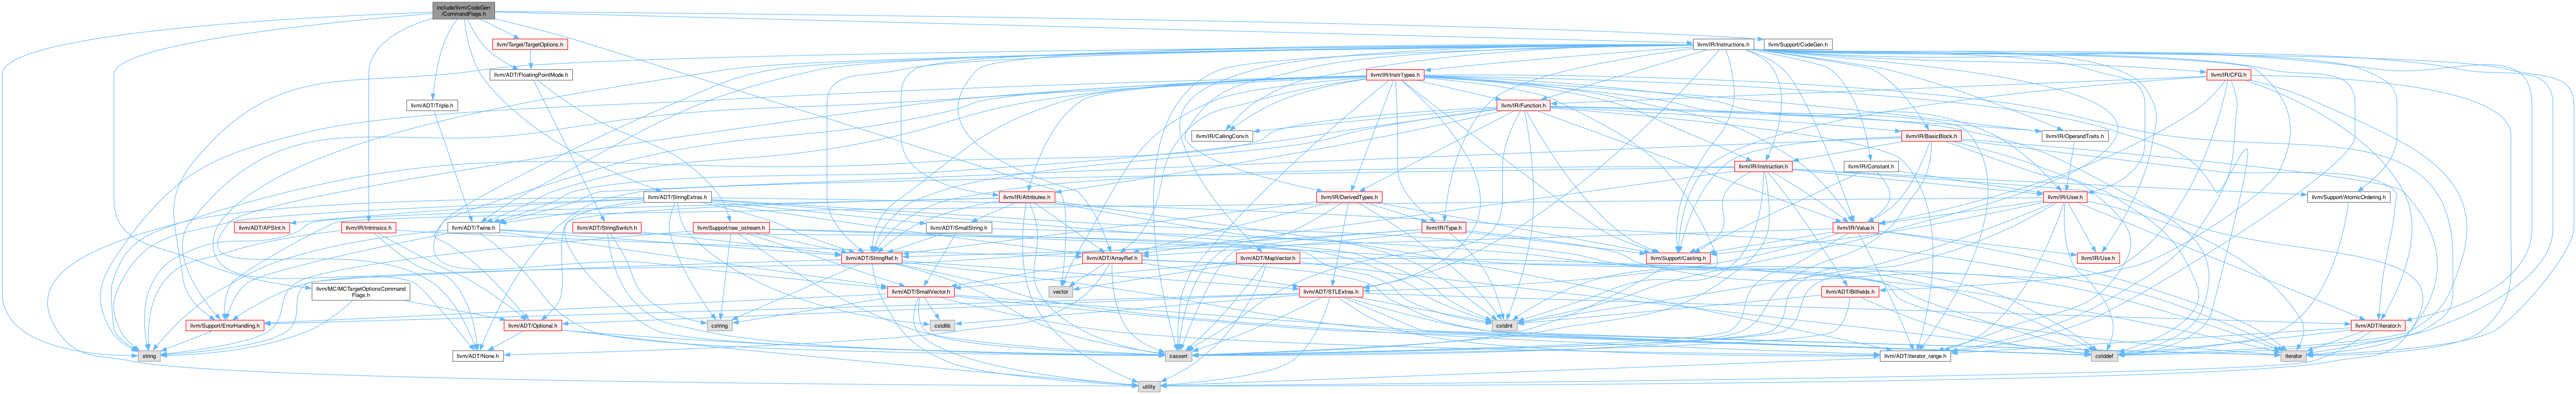 include/llvm/CodeGen
/CommandFlags.h
llvm/Target/TargetOptions.h
llvm/IR/Instructions.h
llvm/Support/CodeGen.h
llvm/ADT/FloatingPointMode.h
llvm/IR/InstrTypes.h
llvm/IR/CFG.h
llvm/ADT/Triple.h
llvm/IR/Function.h
llvm/IR/CallingConv.h
llvm/IR/BasicBlock.h
llvm/IR/OperandTraits.h
llvm/IR/Instruction.h
llvm/IR/Constant.h
llvm/ADT/StringExtras.h
llvm/IR/Attributes.h
llvm/IR/DerivedTypes.h
llvm/IR/User.h
llvm/Support/AtomicOrdering.h
llvm/ADT/APSInt.h
llvm/IR/Intrinsics.h
llvm/ADT/Twine.h
llvm/ADT/StringSwitch.h
llvm/Support/raw_ostream.h
llvm/ADT/SmallString.h
llvm/IR/Type.h
llvm/IR/Value.h
llvm/ADT/StringRef.h
llvm/ADT/ArrayRef.h
llvm/ADT/MapVector.h
llvm/Support/Casting.h
llvm/IR/Use.h
llvm/MC/MCTargetOptionsCommand
Flags.h
llvm/ADT/SmallVector.h
vector
llvm/ADT/STLExtras.h
llvm/ADT/Bitfields.h
llvm/Support/ErrorHandling.h
llvm/ADT/Optional.h
cstring
cstdlib
cstdint
llvm/ADT/iterator.h
string
llvm/ADT/None.h
cassert
llvm/ADT/iterator_range.h
cstddef
iterator
utility